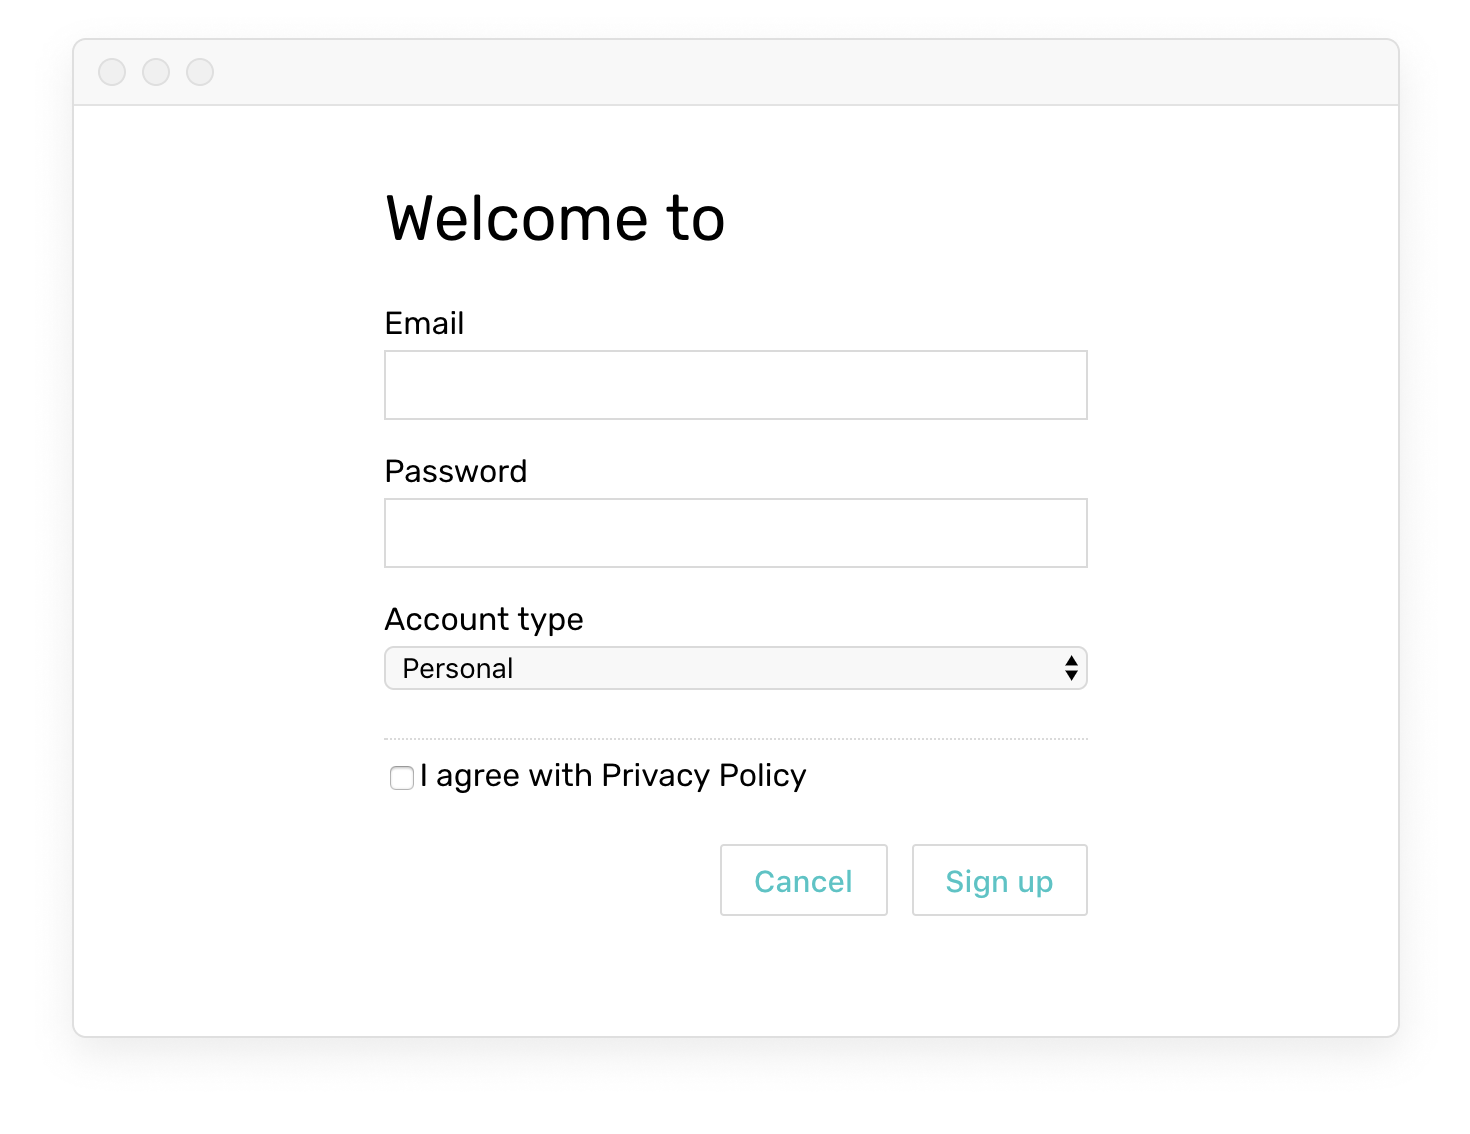 Welcome to
Email
Password
Account type
Personal
I agree with Privacy Policy
Cancel Sign up